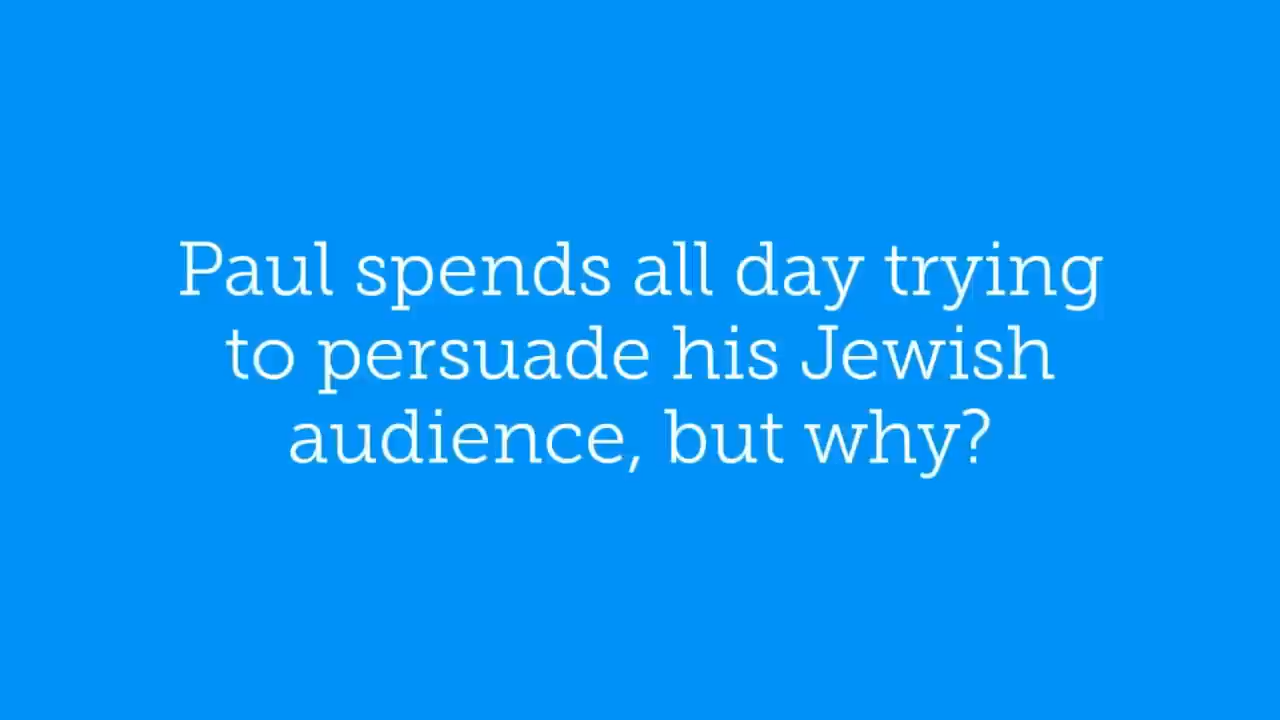 Paul spends all day trying
to persuade his Jewish
audience, but why?